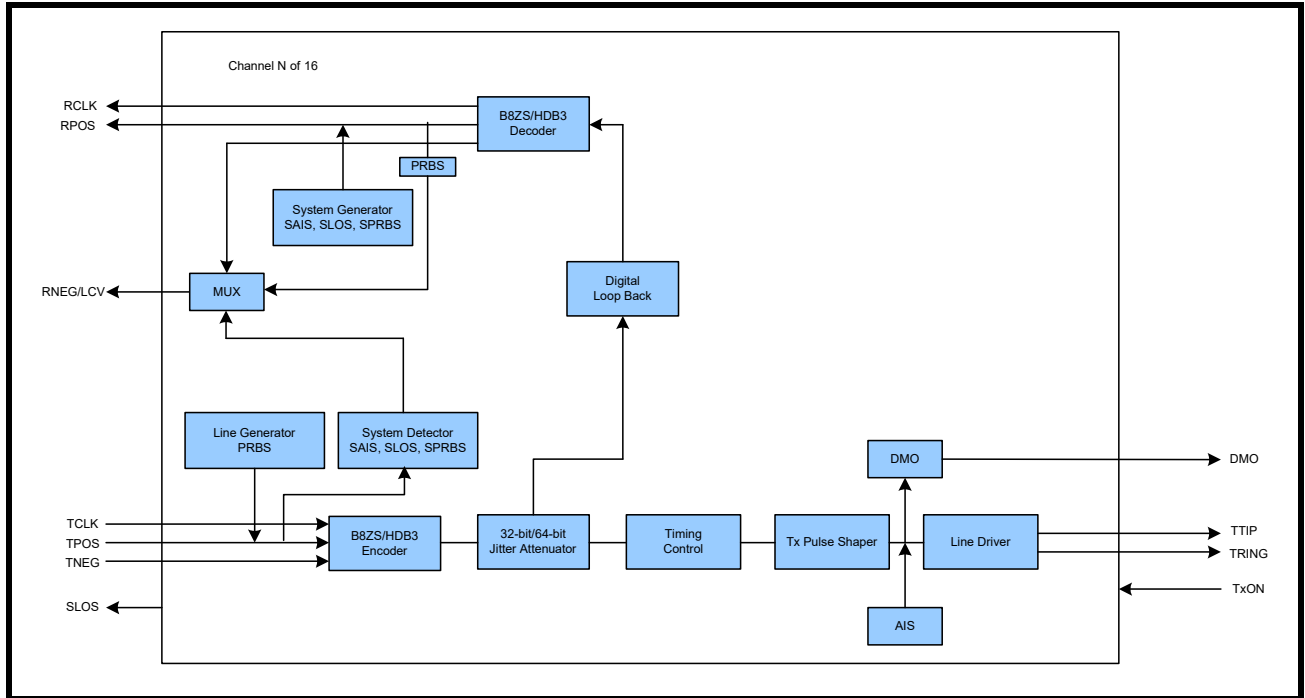 Channel N of 16
RCLK
RPOS
B8ZS/HDB3
Decoder
PRBS
System Generator
SAIS, SLOS, SPRBS
RNEG/LCV
MUX
Digital
Loop Back
Line Generator
PRBS
System Detector
SAIS, SLOS, SPRBS
DMO
DMO
TCLK
TPOS
TNEG
B8ZS/HDB3
Encoder
32-bit/64-bit
Jitter Attenuator
Timing
Control
Tx Pulse Shaper
Line Driver
TTIP
TRING
SLOS
TxON
AIS